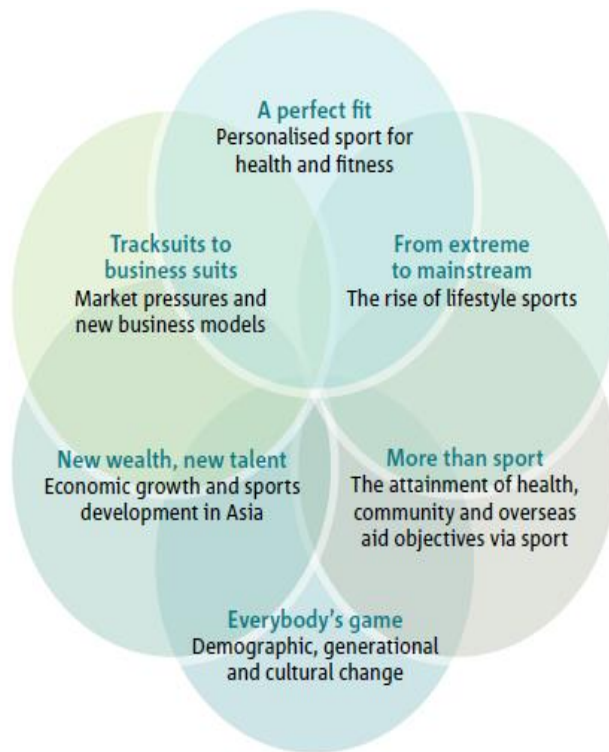 A perfect fit
Personalised sport for
health and fitness
Tracksuits to
business suits
Market pressures and
new business models
From extreme
to mainstream
The rise of lifestyle sports
New wealth, new talent
Economic growth and sports
development in Asia
More than sport
The attainment of health,
community and overseas
aid objectives via sport
Everybody's game
Demographic, generational
and cultural change